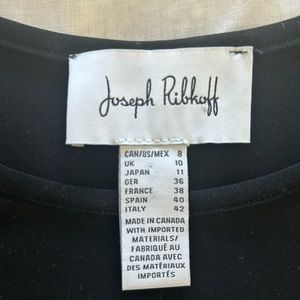 Joseph Ribkoff
CAN/US/MEX 8
UK 10
JAPAN 11
GER 36
FRANCE 38
SPAIN 40
ITALY 42
MADE IN CANADA
WITH IMPORTED
MATERIALS/
FABRIQUÉ AU
CANADA AVEC
DES MATÉRIAUX
IMPORTÉS